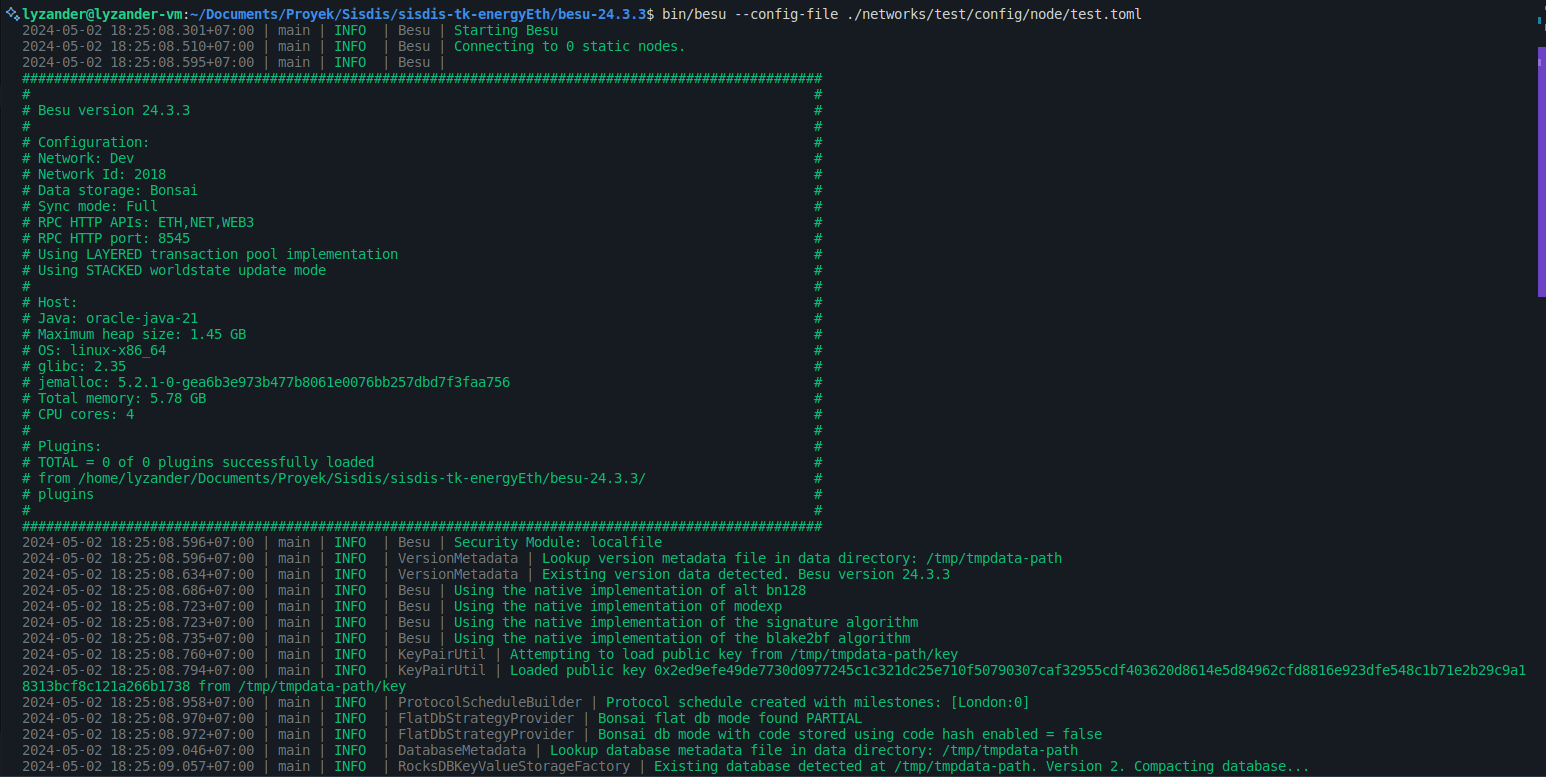 lyzander@lyzander-vm:~/Documents/Proyek/Sisdis/sisdis-tk-energyEth/besu-24.3.3$ bin/besu --config-file ./networks/test/config/node/test.toml
2024-05-02 18:25:08.301+07:00 | main | INFO  | Besu | Starting Besu
2024-05-02 18:25:08.510+07:00 | main | INFO  | Besu | Connecting to 0 static nodes.
2024-05-02 18:25:08.595+07:00 | main | INFO  | Besu |
####################################################################################################
#                                                                                                  #
# Besu version 24.3.3                                                                              #
#                                                                                                  #
# Configuration:                                                                                   #
# Network: Dev                                                                                     #
# Network Id: 2018                                                                                 #
# Data storage: Bonsai                                                                             #
# Sync mode: Full                                                                                  #
# RPC HTTP APIs: ETH,NET,WEB3                                                                      #
# RPC HTTP port: 8545                                                                              #
# Using LAYERED transaction pool implementation                                                    #
# Using STACKED worldstate update mode                                                             #
#                                                                                                  #
# Host:                                                                                            #
# Java: oracle-java-21                                                                             #
# Maximum heap size: 1.45 GB                                                                       #
# OS: linux-x86_64                                                                                 #
# glibc: 2.35                                                                                      #
# jemalloc: 5.2.1-0-gea6b3e973b477b8061e0076bb257dbd7f3faa756                                      #
# Total memory: 5.78 GB                                                                            #
# CPU cores: 4                                                                                     #
#                                                                                                  #
# Plugins:                                                                                         #
# TOTAL = 0 of 0 plugins successfully loaded                                                       #
# from /home/lyzander/Documents/Proyek/Sisdis/sisdis-tk-energyEth/besu-24.3.3/                     #
# plugins                                                                                          #
#                                                                                                  #
####################################################################################################
2024-05-02 18:25:08.596+07:00 | main | INFO  | Besu | Security Module: localfile
2024-05-02 18:25:08.596+07:00 | main | INFO  | VersionMetadata | Lookup version metadata file in data directory: /tmp/tmpdata-path
2024-05-02 18:25:08.634+07:00 | main | INFO  | VersionMetadata | Existing version data detected. Besu version 24.3.3
2024-05-02 18:25:08.686+07:00 | main | INFO  | Besu | Using the native implementation of alt bn128
2024-05-02 18:25:08.723+07:00 | main | INFO  | Besu | Using the native implementation of modexp
2024-05-02 18:25:08.723+07:00 | main | INFO  | Besu | Using the native implementation of the signature algorithm
2024-05-02 18:25:08.735+07:00 | main | INFO  | Besu | Using the native implementation of the blake2bf algorithm
2024-05-02 18:25:08.760+07:00 | main | INFO  | KeyPairUtil | Attempting to load public key from /tmp/tmpdata-path/key
2024-05-02 18:25:08.794+07:00 | main | INFO  | KeyPairUtil | Loaded public key 0x2ed9efe49de7730d0977245c1c321dc25e710f50790307caf32955cdf403620d8614e5d84962cfd8816e923dfe548c1b71e2b29c9a1
8313bcf8c121a266b1738 from /tmp/tmpdata-path/key
2024-05-02 18:25:08.958+07:00 | main | INFO  | ProtocolScheduleBuilder | Protocol schedule created with milestones: [London:0]
2024-05-02 18:25:08.970+07:00 | main | INFO  | FlatDbStrategyProvider | Bonsai flat db mode found PARTIAL
2024-05-02 18:25:08.972+07:00 | main | INFO  | FlatDbStrategyProvider | Bonsai db mode with code stored using code hash enabled = false
2024-05-02 18:25:09.046+07:00 | main | INFO  | DatabaseMetadata | Lookup database metadata file in data directory: /tmp/tmpdata-path
2024-05-02 18:25:09.057+07:00 | main | INFO  | RocksDBKeyValueStorageFactory | Existing database detected at /tmp/tmpdata-path. Version 2. Compacting database...